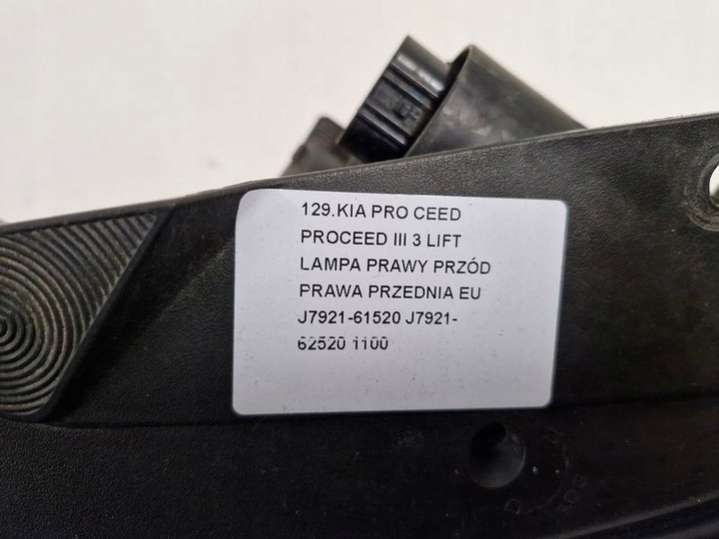 129.KIA PRO CEED
PROCEED III 3 LIFT
LAMPA PRAWY PRZÓD
PRAWA PRZEDNIA EU
J7921-61520 J7921-
62520 1100